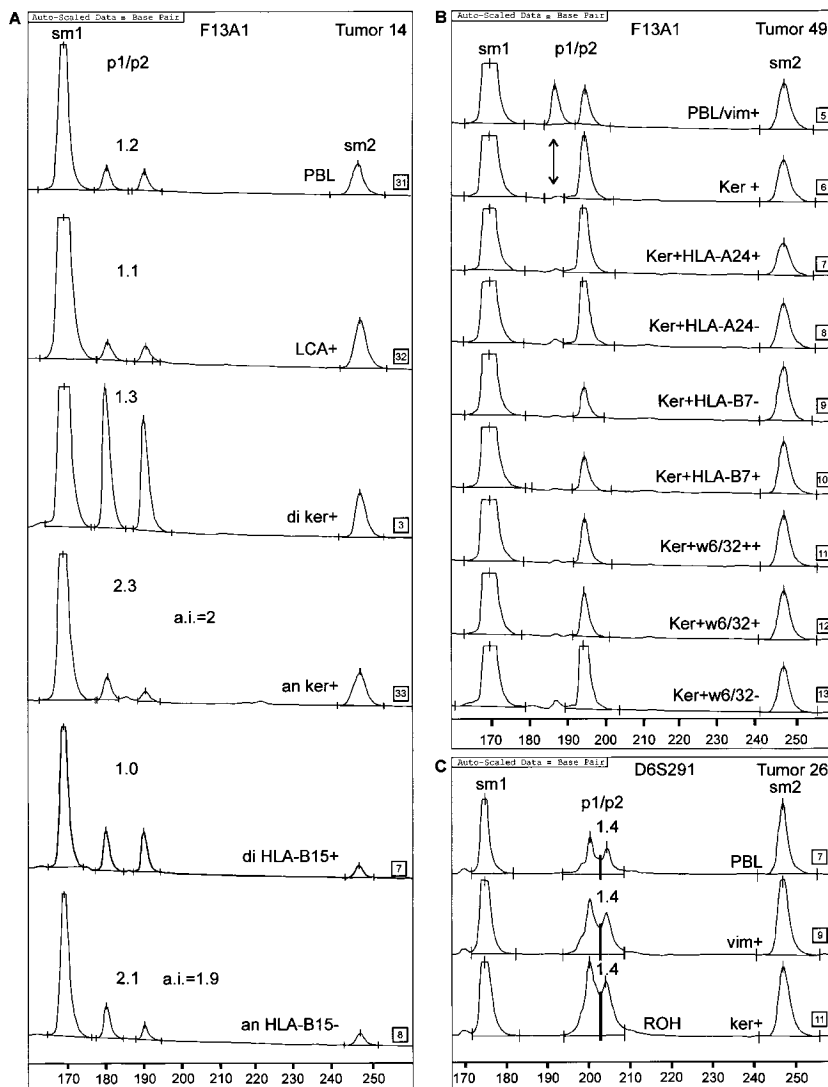 A
Auto-Scaled Data = Base Pair
F13A1
Tumor 14
sm1
p1/p2
1.2
sm2
PBL
31
1.1
LCA+
32
1.3
di ker+
3
2.3
a.i.=2
an ker+
33
1.0
di HLA-B15+
7
2.1
a.i.=1.9
an HLA-B15-
8
170 190 200 210 220 240 250
B
Auto-Scaled Data = Base Pair
F13A1
Tumor 49
sm1
p1/p2
sm2
PBL/vim+
5
Ker +
6
Ker+HLA-A24+
7
Ker+HLA-A24-
8
Ker+HLA-B7-
9
Ker+HLA-B7+
10
Ker+w6/32++
11
Ker+w6/32+
12
Ker+w6/32-
13
170 180 190 200 210 220 230 240 250
C
Auto-Scaled Data = Base Pair
D6S291
Tumor 26
sm1
p1/p2
sm2
1.4
PBL
7
1.4
vim+
9
1.4
ROH
ker+
11
170 180 190 200 210 220 230 240 250